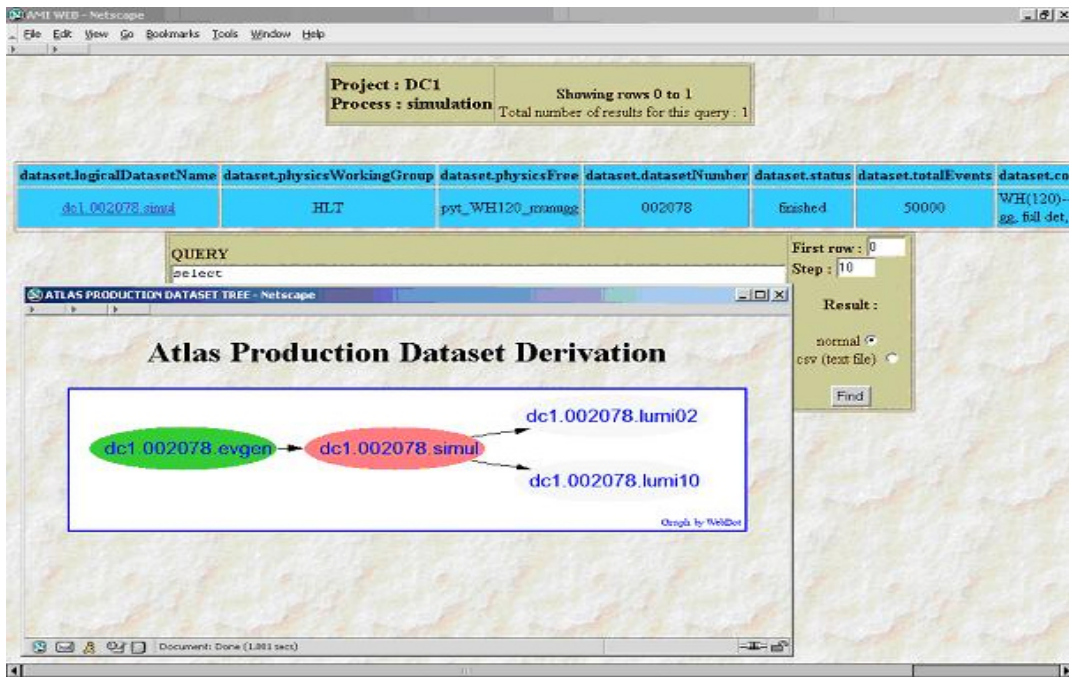 AMI WEB - Netscape
File Edit View Go Bookmarks Tools Window Help
Project : DC1
Process : simulation
Showing rows 0 to 1
Total number of results for this query : 1
dataset.logicalDatasetName dataset.physicsWorkingGroup dataset.physicsFree dataset.datasetNumber dataset.status dataset.totalEvents dataset.co
dc1.002078.simul HLT 002078 finished 50000 WH(120)--
gg, full det,
QUERY
select
First row : 0
Step : 10
Result :
normal
csv (text file)
Find
ATLAS PRODUCTION DATASET TREE - Netscape
Atlas Production Dataset Derivation
dc1.002078.evgen
dc1.002078.simul
dc1.002078.lumi02
dc1.002078.lumi10
Graph by WebDot
Document: Done (1.001 secs)